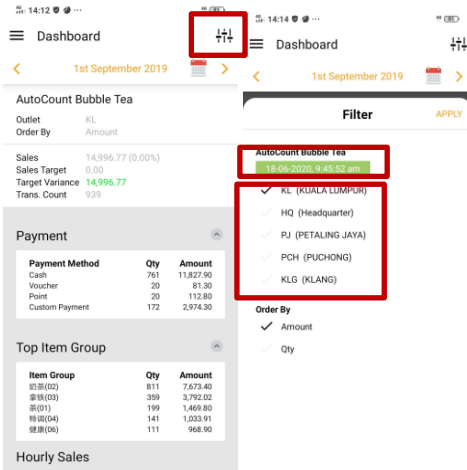 14:12
Dashboard
1st September 2019
AutoCount Bubble Tea
Outlet KL
Order By Amount
Sales 14,996.77 (0.00%)
Sales Target 0.00
Target Variance 14,996.77
Trans. Count 939
Payment
Payment Method Qty Amount
Cash 761 11,827.90
Voucher 20 81.30
Point 20 112.80
Custom Payment 172 2,974.30
Top Item Group
Item Group Qty Amount
奶茶(02) 811 7,673.40
拿铁(03) 359 3,792.02
茶(01) 199 1,469.80
特调(04) 141 1,033.91
健康(06) 111 968.90
Hourly Sales
14:14
Dashboard
1st September 2019
Filter APPLY
AutoCount Bubble Tea
18-06-2020, 9:45:52 am
KL (KUALA LUMPUR)
HQ (Headquarter)
PJ (PETALING JAYA)
PCH (PUCHONG)
KLG (KLANG)
Order By
Amount
Qty